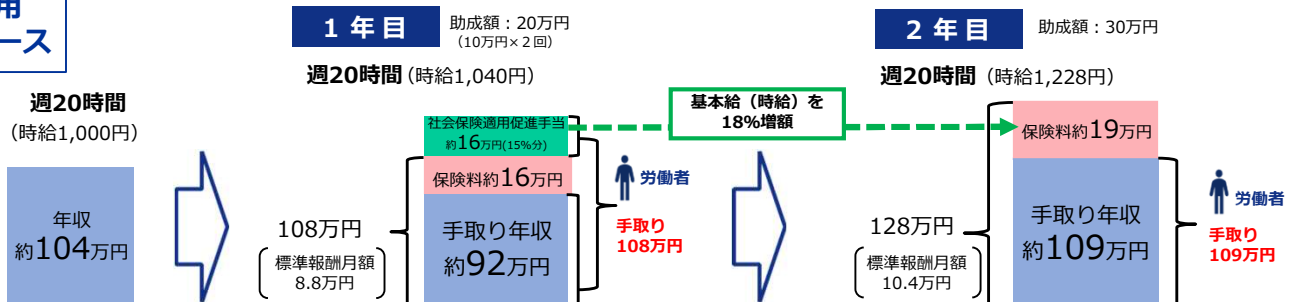 用
ース
週20時間
（時給1,000円）
年収
約104万円
1年目
助成額：20万円
（10万円×2回）
週20時間（時給1,040円）
社会保険適用促進手当
約16万円(15%分)
保険料約16万円
手取り年収
約92万円
108万円
標準報酬月額
8.8万円
労働者
手取り
108万円
基本給（時給）を
18%増額
2年目
助成額：30万円
週20時間（時給1,228円）
保険料約19万円
手取り年収
約109万円
128万円
標準報酬月額
10.4万円
労働者
手取り
109万円